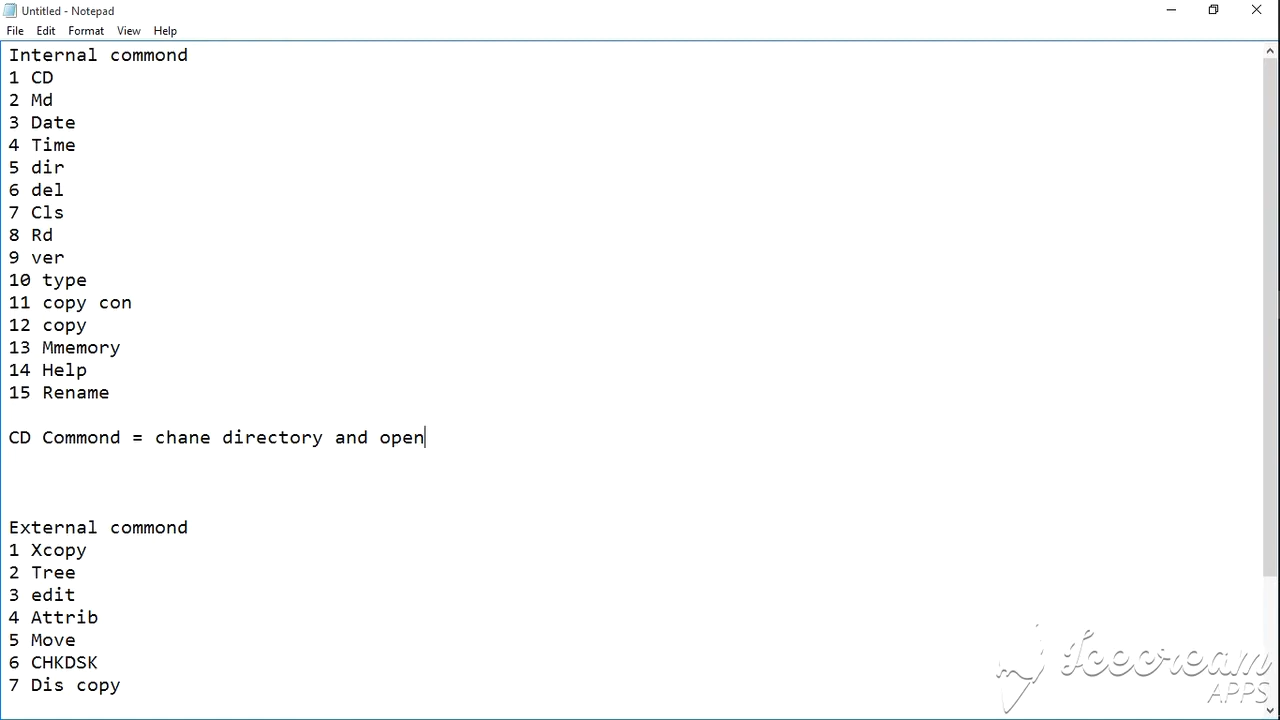 Untitled - Notepad
File Edit Format View Help
Internal commond
1 CD
2 Md
3 Date
4 Time
5 dir
6 del
7 Cls
8 Rd
9 ver
10 type
11 copy con
12 copy
13 Mmemory
14 Help
15 Rename
CD Commond = chane directory and open
External commond
1 Xcopy
2 Tree
3 edit
4 Attrib
5 Move
6 CHKDSK
7 Dis copy
Icecream
APPS